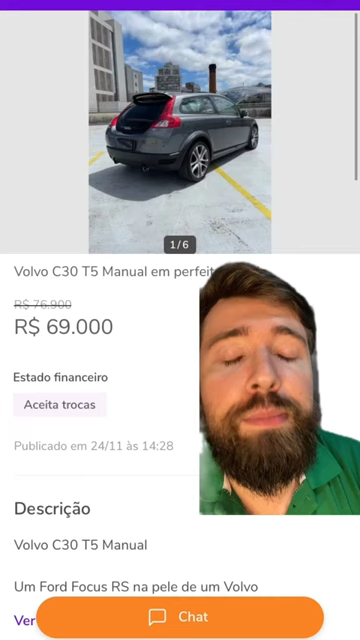 1/6
Volvo C30 T5 Manual em
R$ 76.900
R$ 69.000
Estado financeiro
Aceita trocas
Publicado em 24/11 às 14:28
Descrição
Volvo C30 T5 Manual
Um Ford Focus RS na pele de um Volvo
Ver
Chat